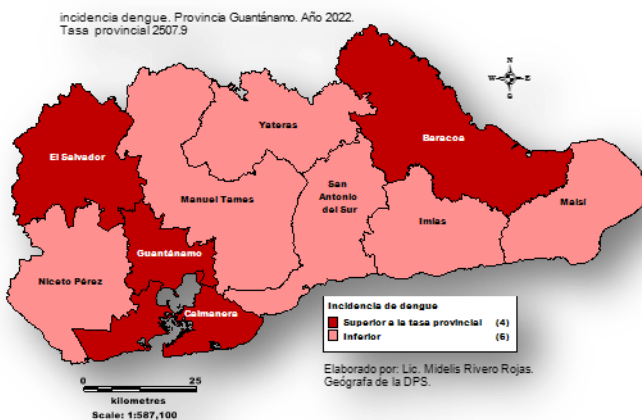 incidencia dengue. Provincia Guantánamo. Año 2022.
Tasa provincial 2507.9
N
W E
S
Yateras
Baracoa
El Salvador
Manuel Tames
San
Antonio
del Sur
Maisi
Imias
Guantánamo
Niceto Pérez
Caimanera
Incidencia de dengue
Superior a la tasa provincial (4)
Inferior (6)
0 25
kilometres
Scale: 1:587,100
Elaborado por: Lic. Midelis Rivero Rojas.
Geógrafa de la DPS.